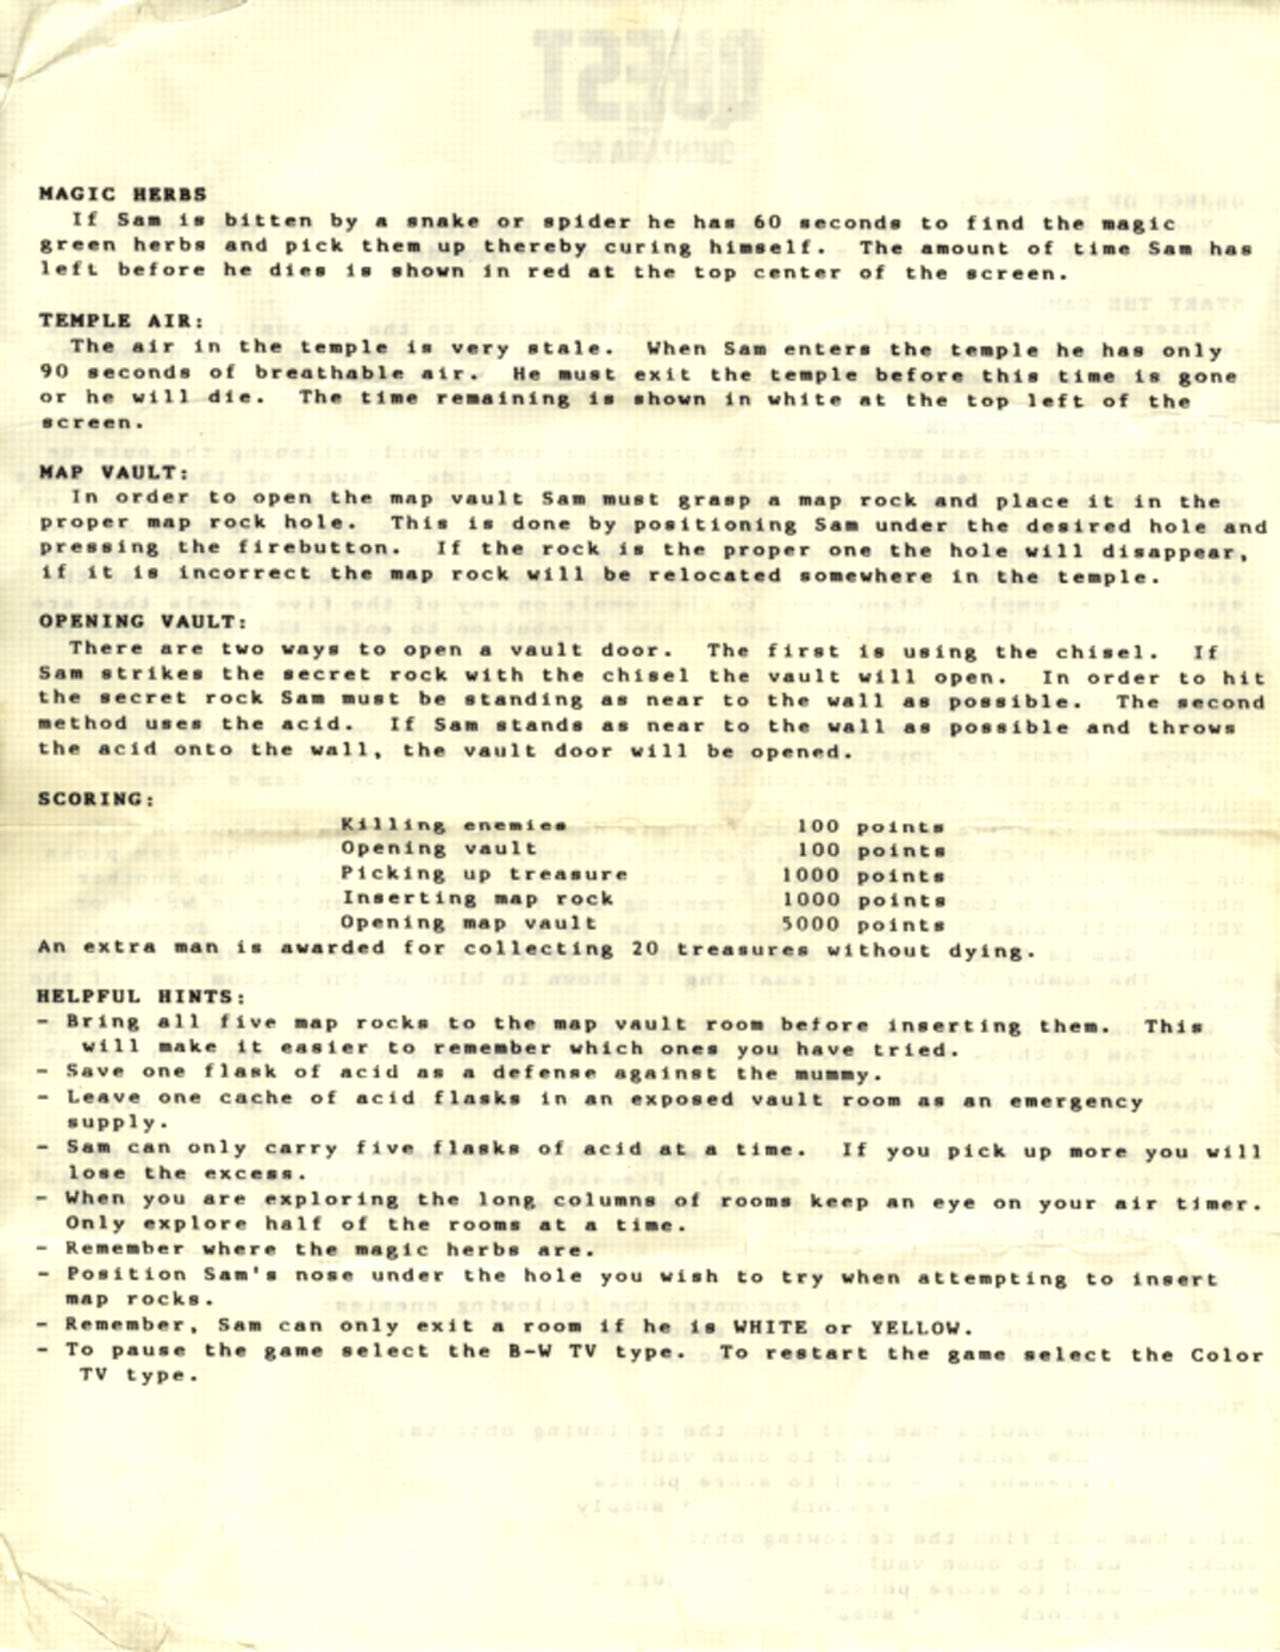 MAGIC HERBS
If Sam is bitten by a snake or spider he has 60 seconds to find the magic
green herbs and pick them up thereby curing himself. The amount of time Sam has
left before he dies is shown in red at the top center of the screen.
TEMPLE AIR:
The air in the temple is very stale. When Sam enters the temple he has only
90 seconds of breathable air. He must exit the temple before this time is gone
or he will die. The time remaining is shown in white at the top left of the
screen.
MAP VAULT:
In order to open the map vault Sam must grasp a map rock and place it in the
proper map rock hole. This is done by positioning Sam under the desired hole and
pressing the firebutton. If the rock is the proper one the hole will disappear,
if it is incorrect the map rock will be relocated somewhere in the temple.
OPENING VAULT:
There are two ways to open a vault door. The first is using the chisel. If
Sam strikes the secret rock with the chisel the vault will open. In order to hit
the secret rock Sam must be standing as near to the wall as possible. The second
method uses the acid. If Sam stands as near to the wall as possible and throws
the acid onto the wall, the vault door will be opened.
SCORING:
Killing enemies 100 points
Opening vault 100 points
Picking up treasure 1000 points
Inserting map rock 1000 points
Opening map vault 5000 points
An extra man is awarded for collecting 20 treasures without dying.
HELPFUL HINTS:
- Bring all five map rocks to the map vault room before inserting them. This
will make it easier to remember which ones you have tried.
- Save one flask of acid as a defense against the mummy.
- Leave one cache of acid flasks in an exposed vault room as an emergency
supply.
- Sam can only carry five flasks of acid at a time. If you pick up more you will
lose the excess.
- When you are exploring the long columns of rooms keep an eye on your air timer.
Only explore half of the rooms at a time.
- Remember where the magic herbs are.
- Position Sam's nose under the hole you wish to try when attempting to insert
map rocks.
- Remember, Sam can only exit a room if he is WHITE or YELLOW.
- To pause the game select the B-W TV type. To restart the game select the Color
TV type.